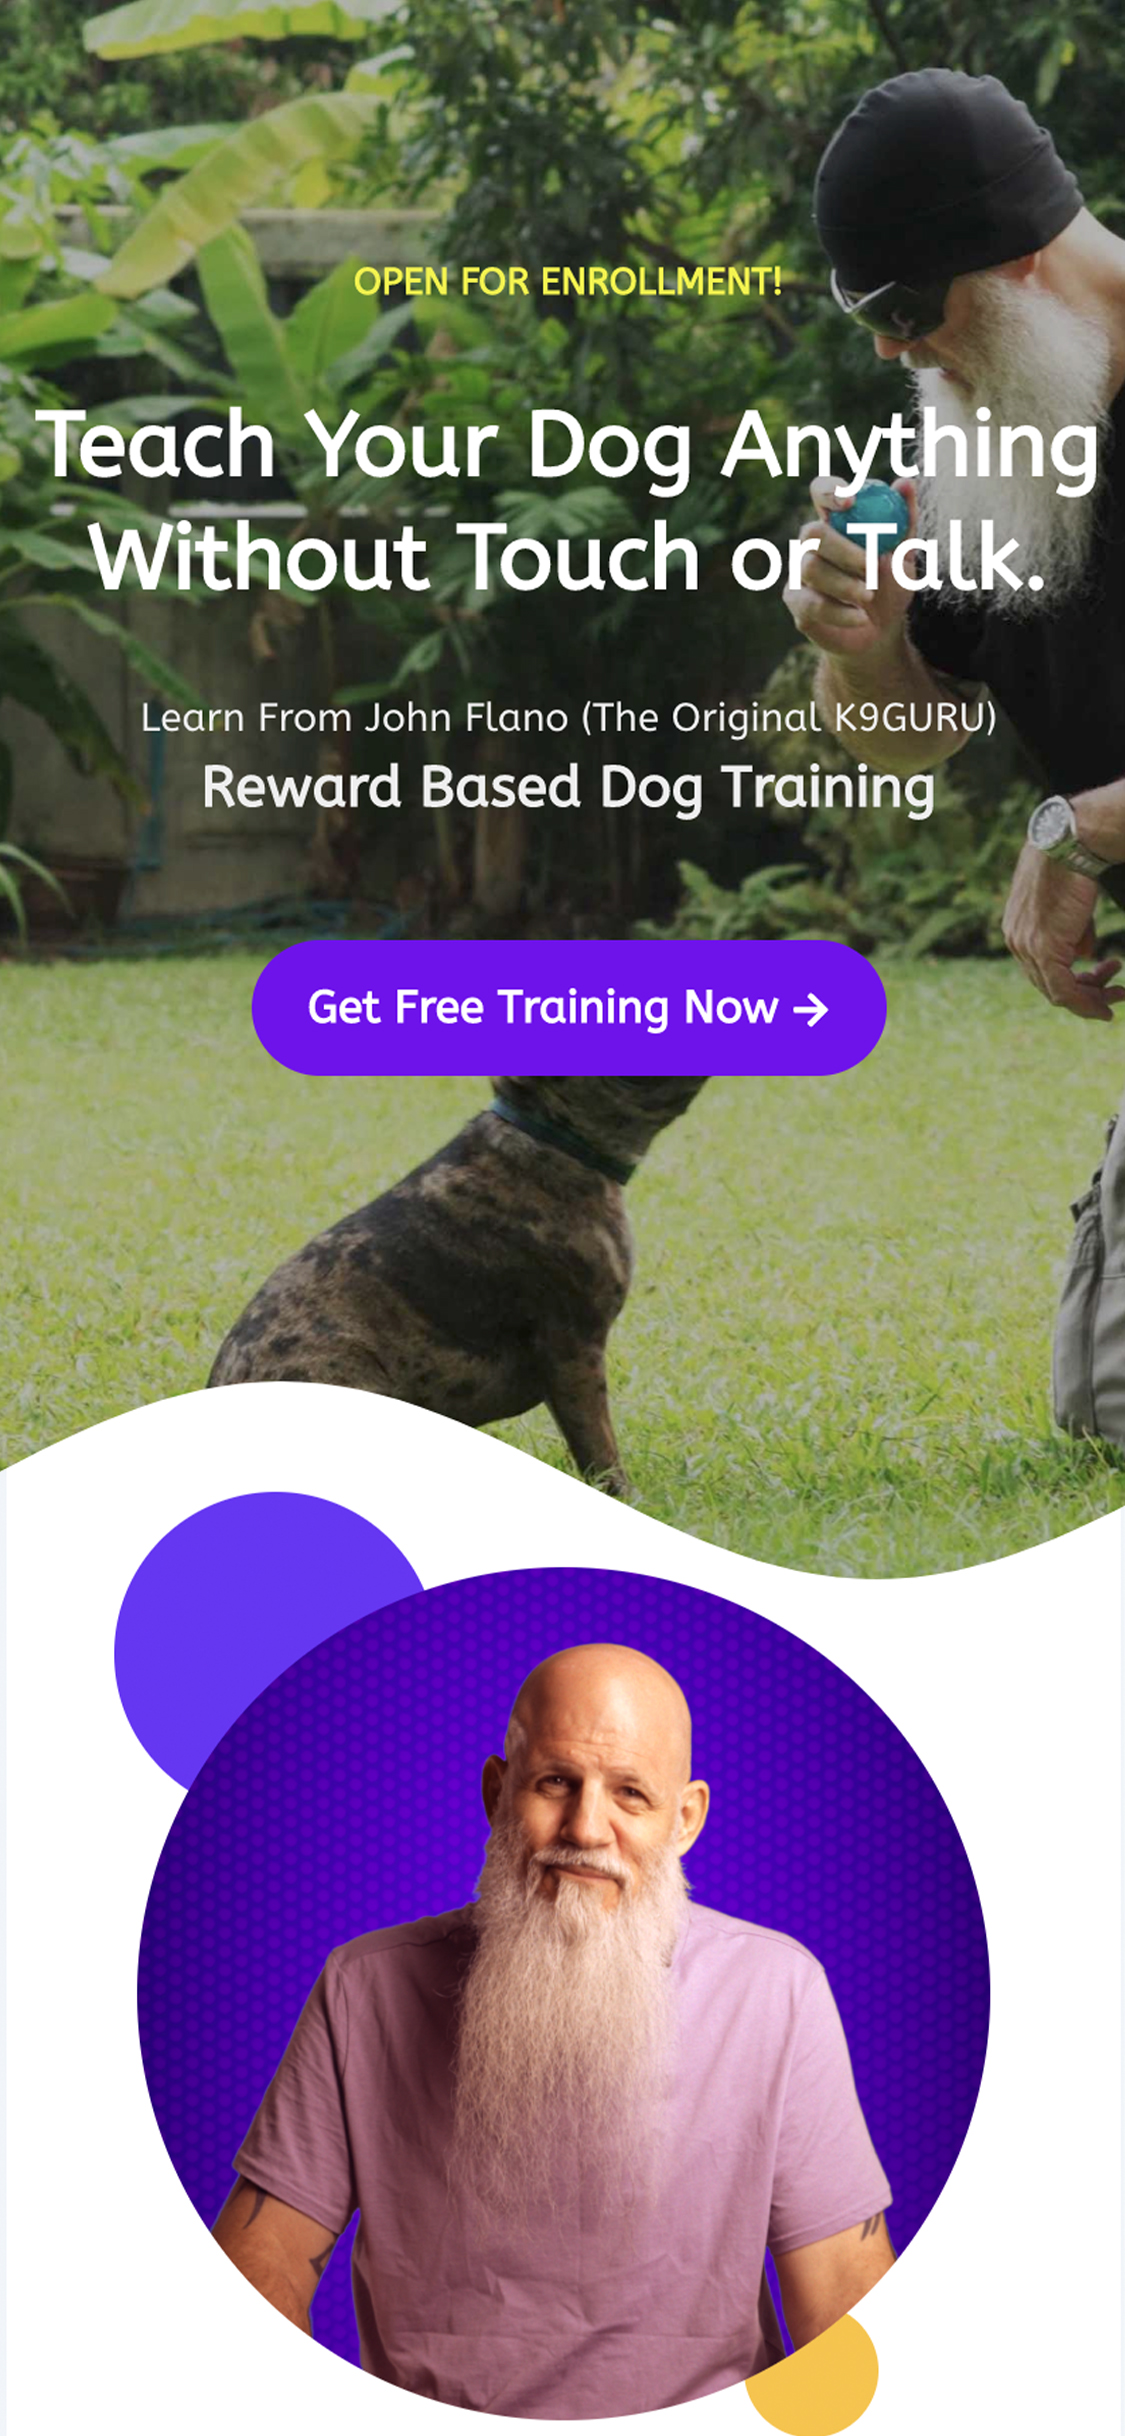 OPEN FOR ENROLLMENT!
Teach Your Dog Anything
Without Touch or Talk.
Learn From John Flano (The Original K9GURU)
Reward Based Dog Training
Get Free Training Now →